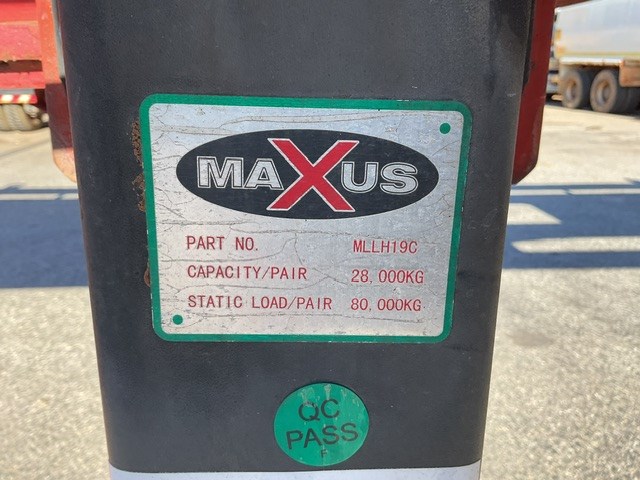 MAXUS
PART NO. MLLH19C
CAPACITY/PAIR 28,000KG
STATIC LOAD/PAIR 80,000KG
QC
PASS
F